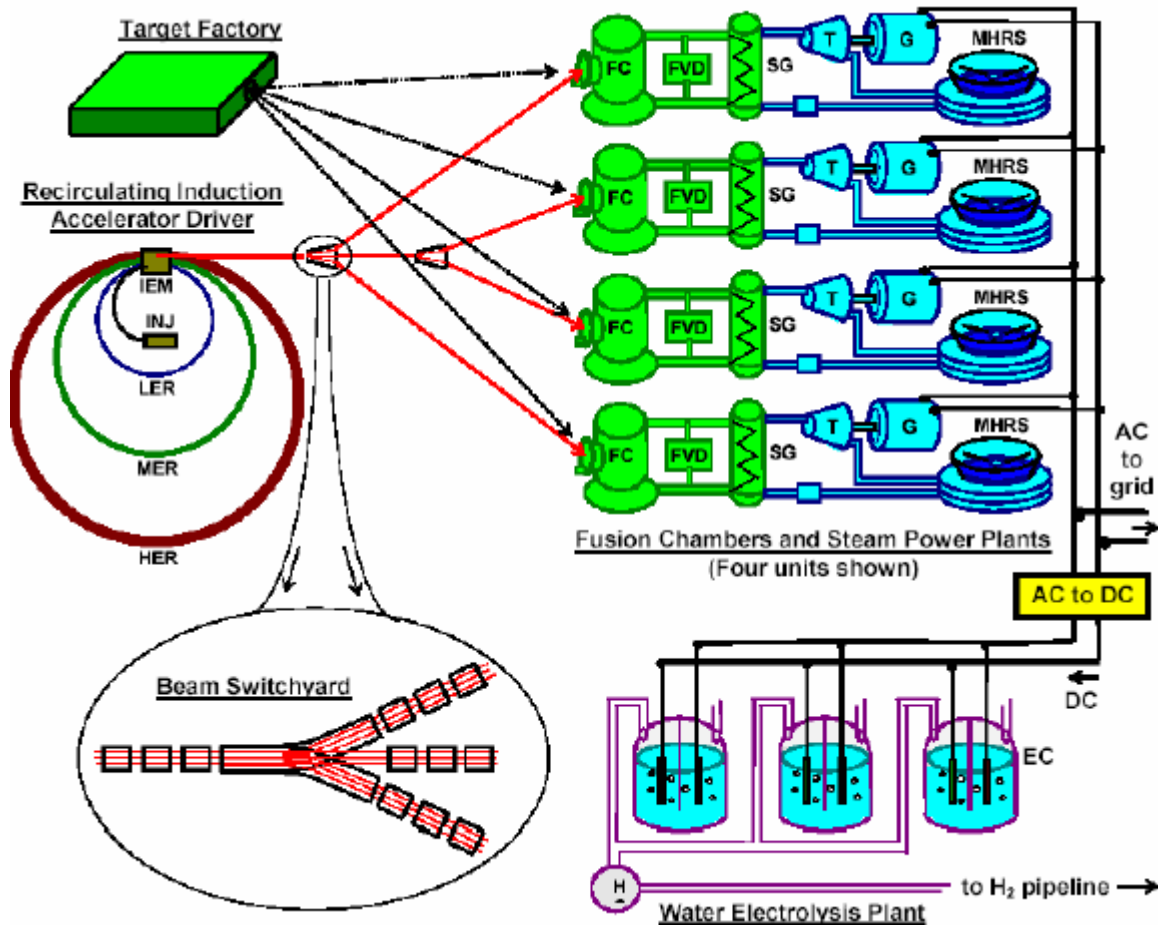 Target Factory
Recirculating Induction
Accelerator Driver
IEM
INJ
LER
MER
HER
FC
FVD
SG
T
G
MHRS
FC
FVD
SG
T
G
MHRS
FC
FVD
SG
T
G
MHRS
FC
FVD
SG
T
G
MHRS
Fusion Chambers and Steam Power Plants
(Four units shown)
AC
to
grid
AC to DC
DC
Beam Switchyard
EC
H
to H₂ pipeline
Water Electrolysis Plant